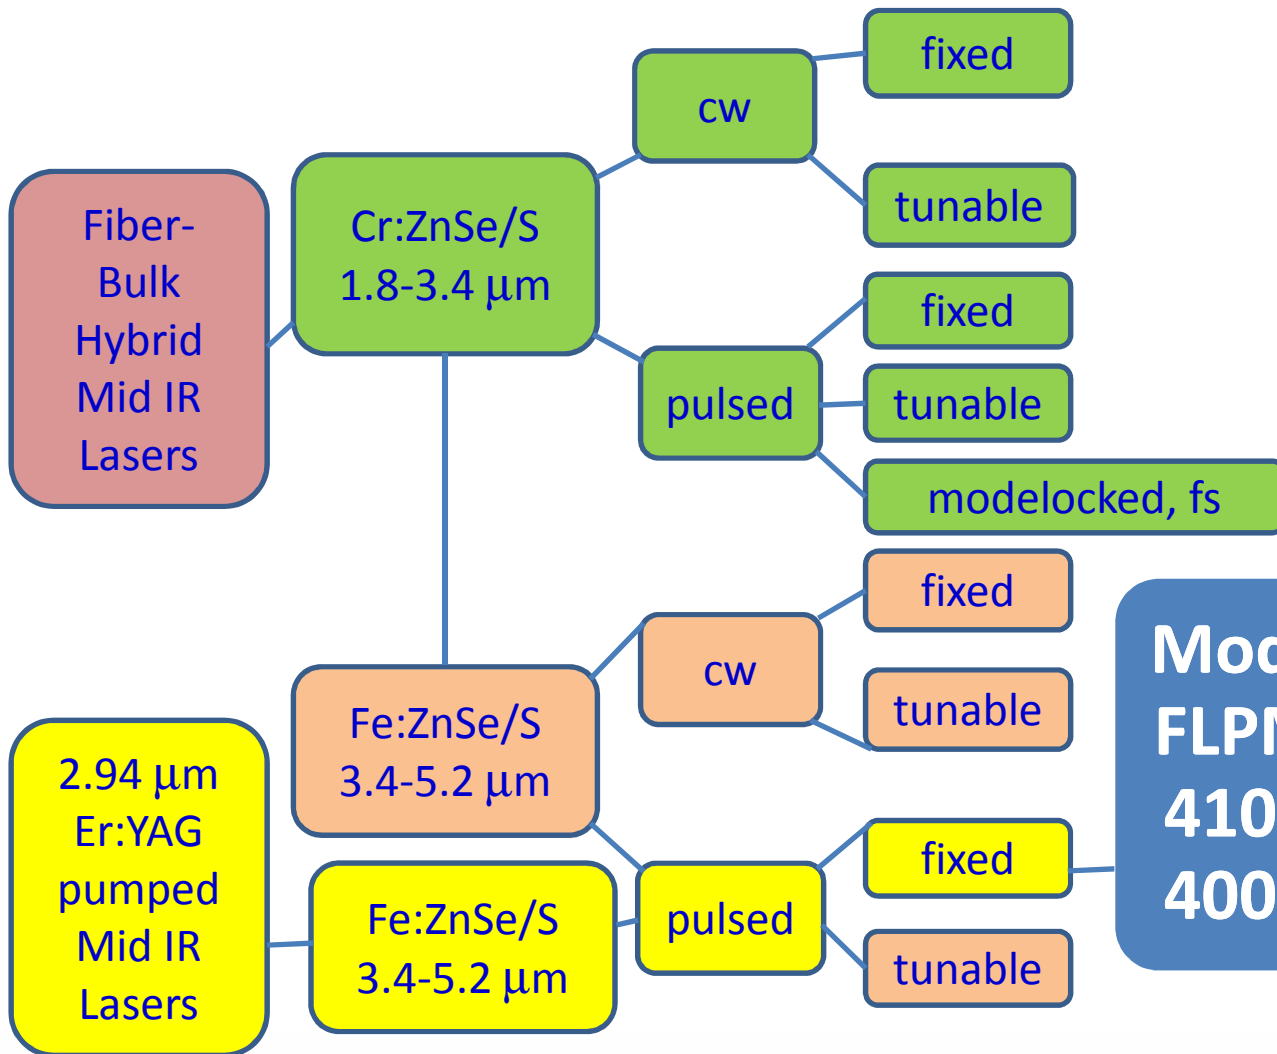 Fiber-
Bulk
Hybrid
Mid IR
Lasers
Cr:ZnSe/S
1.8-3.4 μm
cw
fixed
tunable
pulsed
fixed
tunable
modelocked, fs
Fe:ZnSe/S
3.4-5.2 μm
cw
fixed
tunable
2.94 μm
Er:YAG
pumped
Mid IR
Lasers
Fe:ZnSe/S
3.4-5.2 μm
pulsed
fixed
tunable
410
400